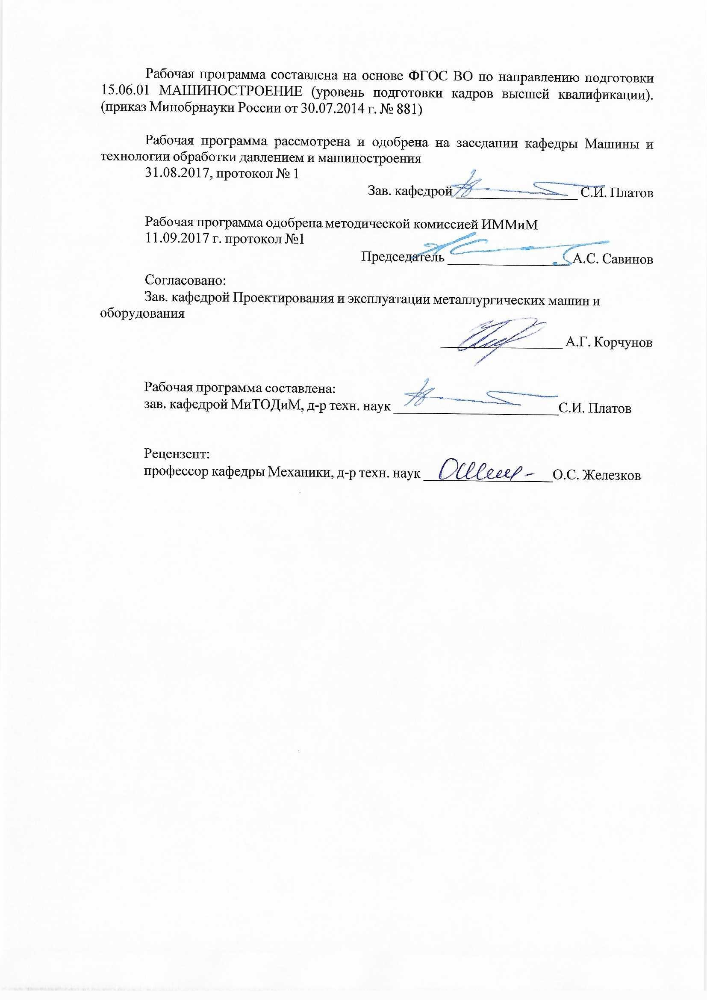 Рабочая программа составлена на основе ФГОС ВО по направлению подготовки
15.06.01 МАШИНОСТРОЕНИЕ (уровень подготовки кадров высшей квалификации).
(приказ Минобрнауки России от 30.07.2014 г. № 881)
Рабочая программа рассмотрена и одобрена на заседании кафедры Машины и
технологии обработки давлением и машиностроения
31.08.2017, протокол № 1
Зав. кафедрой С.И. Платов
Рабочая программа одобрена методической комиссией ИММиМ
11.09.2017 г. протокол №1
Председатель А.С. Савинов
Согласовано:
Зав. кафедрой Проектирования и эксплуатации металлургических машин и
оборудования
А.Г. Корчунов
Рабочая программа составлена:
зав. кафедрой МиТОДиМ, д-р техн. наук С.И. Платов
Рецензент:
профессор кафедры Механики, д-р техн. наук О.С. Железков